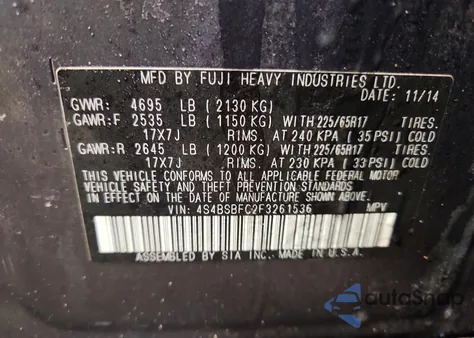 MFD BY FUJI HEAVY INDUSTRIES LTD.
DATE: 11/14
GVWR: 4695 LB (2130 KG)
GAWR:F 2535 LB (1150 KG) WITH 225/65R17 TIRES.
17X7J RIMS. AT 240 KPA (35 PSI) COLD
GAWR:R 2645 LB (1200 KG) WITH 225/65R17 TIRES.
17X7J RIMS. AT 230 KPA (33 PSI) COLD
THIS VEHICLE CONFORMS TO ALL APPLICABLE FEDERAL MOTOR
VEHICLE SAFETY AND BUMPER STANDARDS IN EFFECT ON THE
DATE OF MANUFACTURE SHOWN ABOVE.
VIN: 4S4BSBFC2F3261536 MPV
ASSEMBLED BY SIA INC. MADE IN U.S.A.
autoSnap